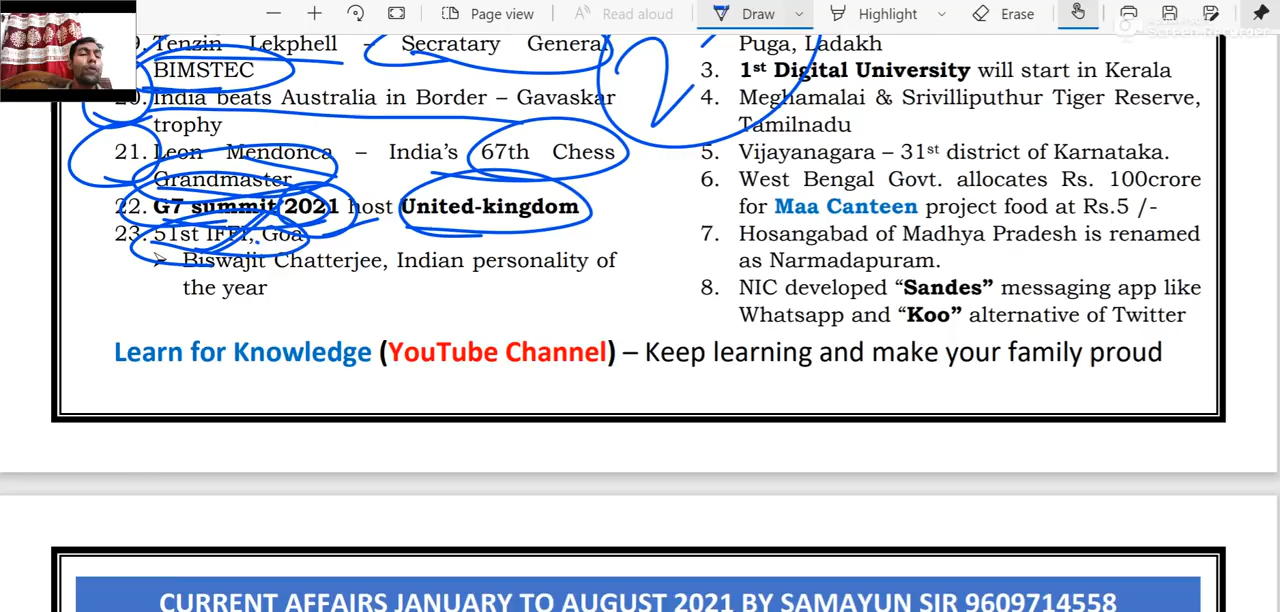 Page view
Read aloud
Draw
Highlight
Erase
Screen Recorder
19. Tenzin Lekphell – Secratary General
BIMSTEC
20. India beats Australia in Border – Gavaskar
trophy
21. Leon Mendonca – India's 67th Chess
Grandmaster
22. G7 summit 2021 host United-kingdom
23. 51st IFFI, Goa
➢ Biswajit Chatterjee, Indian personality of
the year
Puga, Ladakh
3. 1st Digital University will start in Kerala
4. Meghamalai & Srivilliputhur Tiger Reserve,
Tamilnadu
5. Vijayanagara – 31st district of Karnataka.
6. West Bengal Govt. allocates Rs. 100crore
for Maa Canteen project food at Rs.5 /-
7. Hosangabad of Madhya Pradesh is renamed
as Narmadapuram.
8. NIC developed “Sandes” messaging app like
Whatsapp and “Koo” alternative of Twitter
Learn for Knowledge (YouTube Channel) – Keep learning and make your family proud
CURRENT AFFAIRS JANUARY TO AUGUST 2021 BY SAMAYUN SIR 9609714558